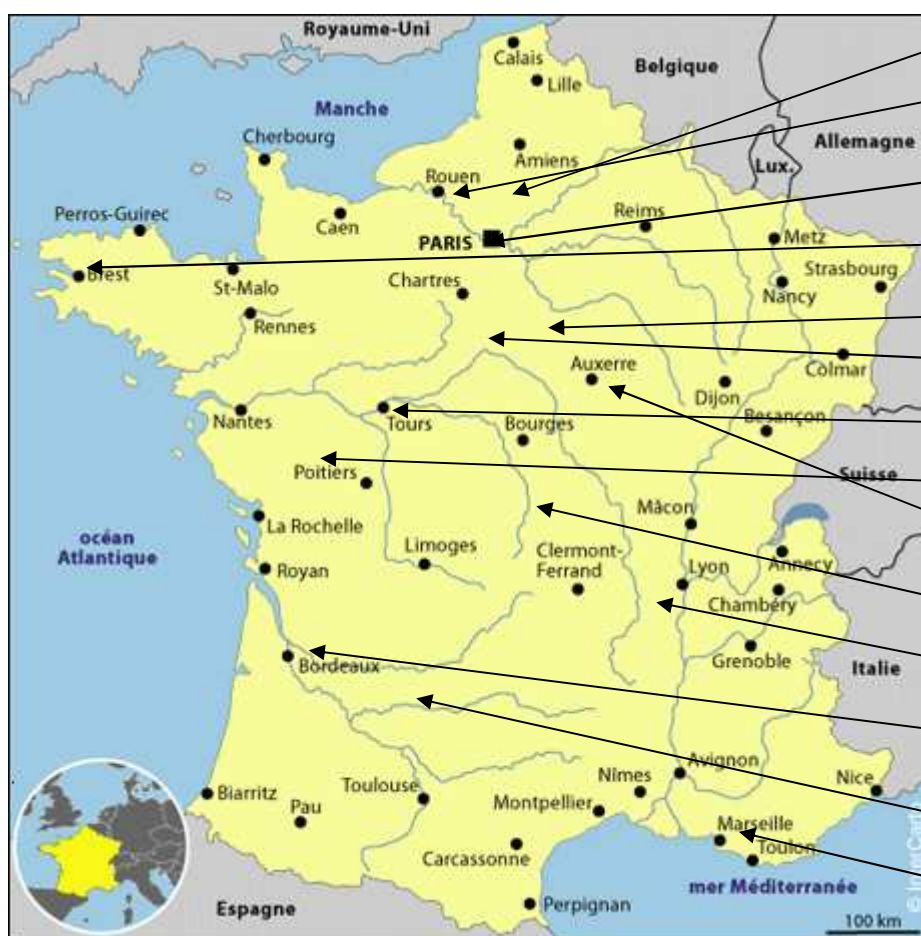 Royaume-Uni
Calais
Belgique
Lille
Manche
Cherbourg
Amiens
Allemagne
Rouen
Lux.
Perros-Guirec
Caen
Reims
PARIS
Metz
Brest
St-Malo
Chartres
Strasbourg
Nancy
Rennes
Auxerre
Colmar
Dijon
Nantes
Tours
Bourges
Besançon
Poitiers
Suisse
Mâcon
La Rochelle
océan
Atlantique
Limoges
Clermont-
Ferrand
Annecy
Royan
Lyon
Chambéry
Bordeaux
Grenoble
Italie
Avignon
Nîmes
Nice
Biarritz
Toulouse
Pau
Montpellier
Marseille
Carcassonne
Toulon
mer Méditerranée
Espagne
Perpignan
100 km